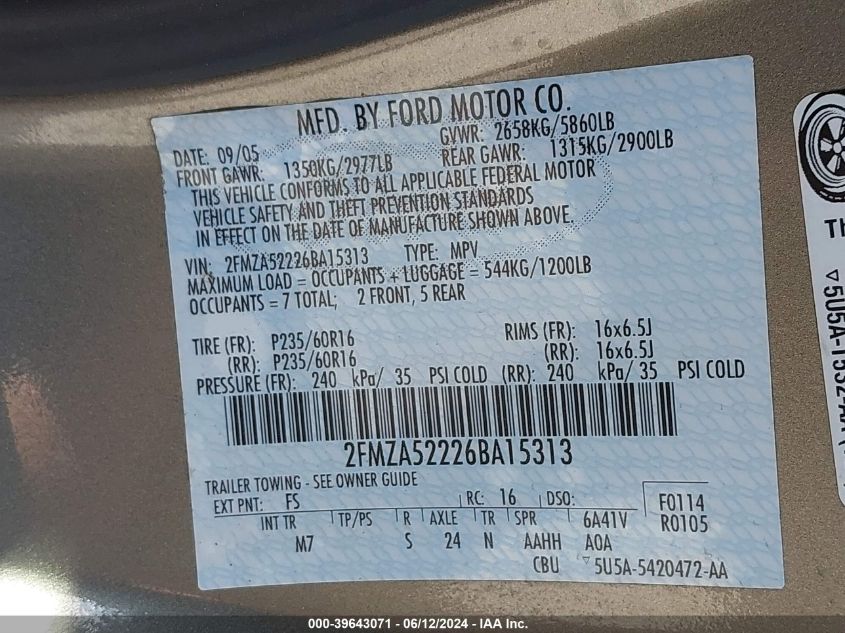 MFD. BY FORD MOTOR CO.
DATE: 09/05 GVWR: 2658KG/5860LB
FRONT GAWR: 1350KG/2977LB REAR GAWR: 1315KG/2900LB
THIS VEHICLE CONFORMS TO ALL APPLICABLE FEDERAL MOTOR
VEHICLE SAFETY AND THEFT PREVENTION STANDARDS
IN EFFECT ON THE DATE OF MANUFACTURE SHOWN ABOVE.
VIN: 2FMZA52226BA15313 TYPE: MPV
MAXIMUM LOAD = OCCUPANTS + LUGGAGE = 544KG/1200LB
OCCUPANTS = 7 TOTAL; 2 FRONT, 5 REAR
TIRE (FR): P235/60R16 RIMS (FR): 16x6.5J
(RR): P235/60R16 (RR): 16x6.5J
PRESSURE (FR): 240 kPa/ 35 PSI COLD (RR): 240 kPa/ 35 PSI COLD
2FMZA52226BA15313
TRAILER TOWING - SEE OWNER GUIDE
EXT PNT: FS RC: 16 DSO: F0114
INT TR TP/PS R AXLE TR SPR 6A41V R0105
M7 S 24 N AAHH AOA
CBU ▽5U5A-5420472-AA
000-39643071 - 06/12/2024 - IAA Inc.